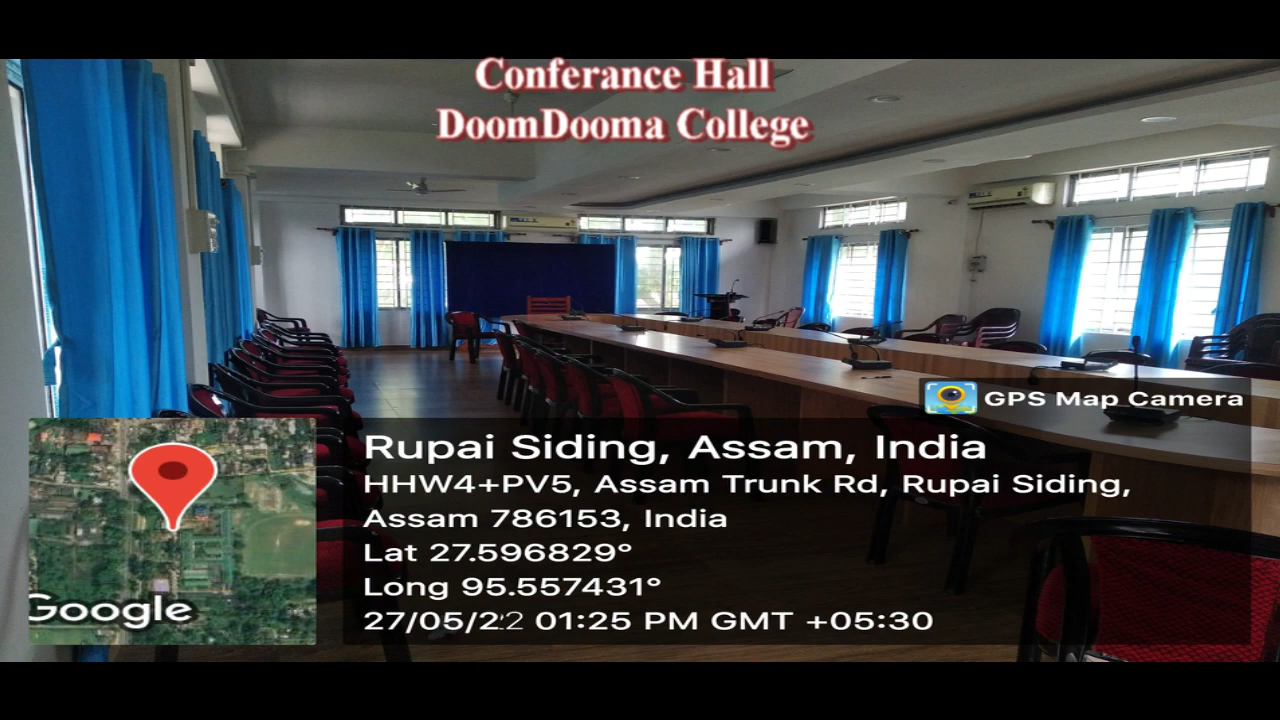 Conferance Hall
DoomDooma College
GPS Map Camera
Rupai Siding, Assam, India
HHW4+PV5, Assam Trunk Rd, Rupai Siding,
Assam 786153, India
Lat 27.596829°
Long 95.557431°
27/05/22 01:25 PM GMT +05:30
Google